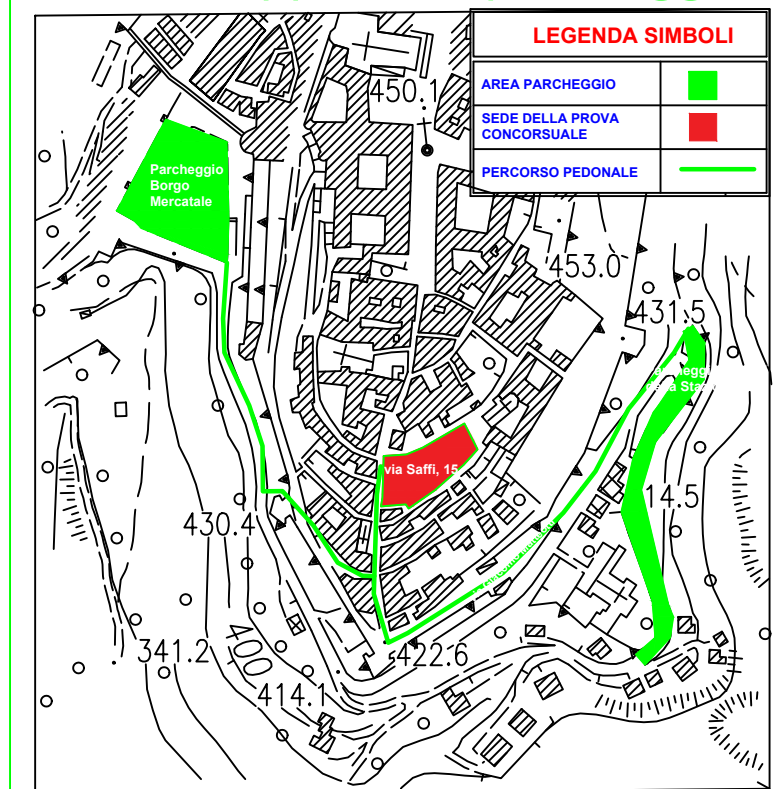 LEGENDA SIMBOLI
AREA PARCHEGGIO
SEDE DELLA PROVA
CONCORSUALE
PERCORSO PEDONALE
450.1
Parcheggio
Borgo
Mercatale
453.0
431.5
via Saffi, 15
14.5
430.4
422.6
341.2
400
414.1